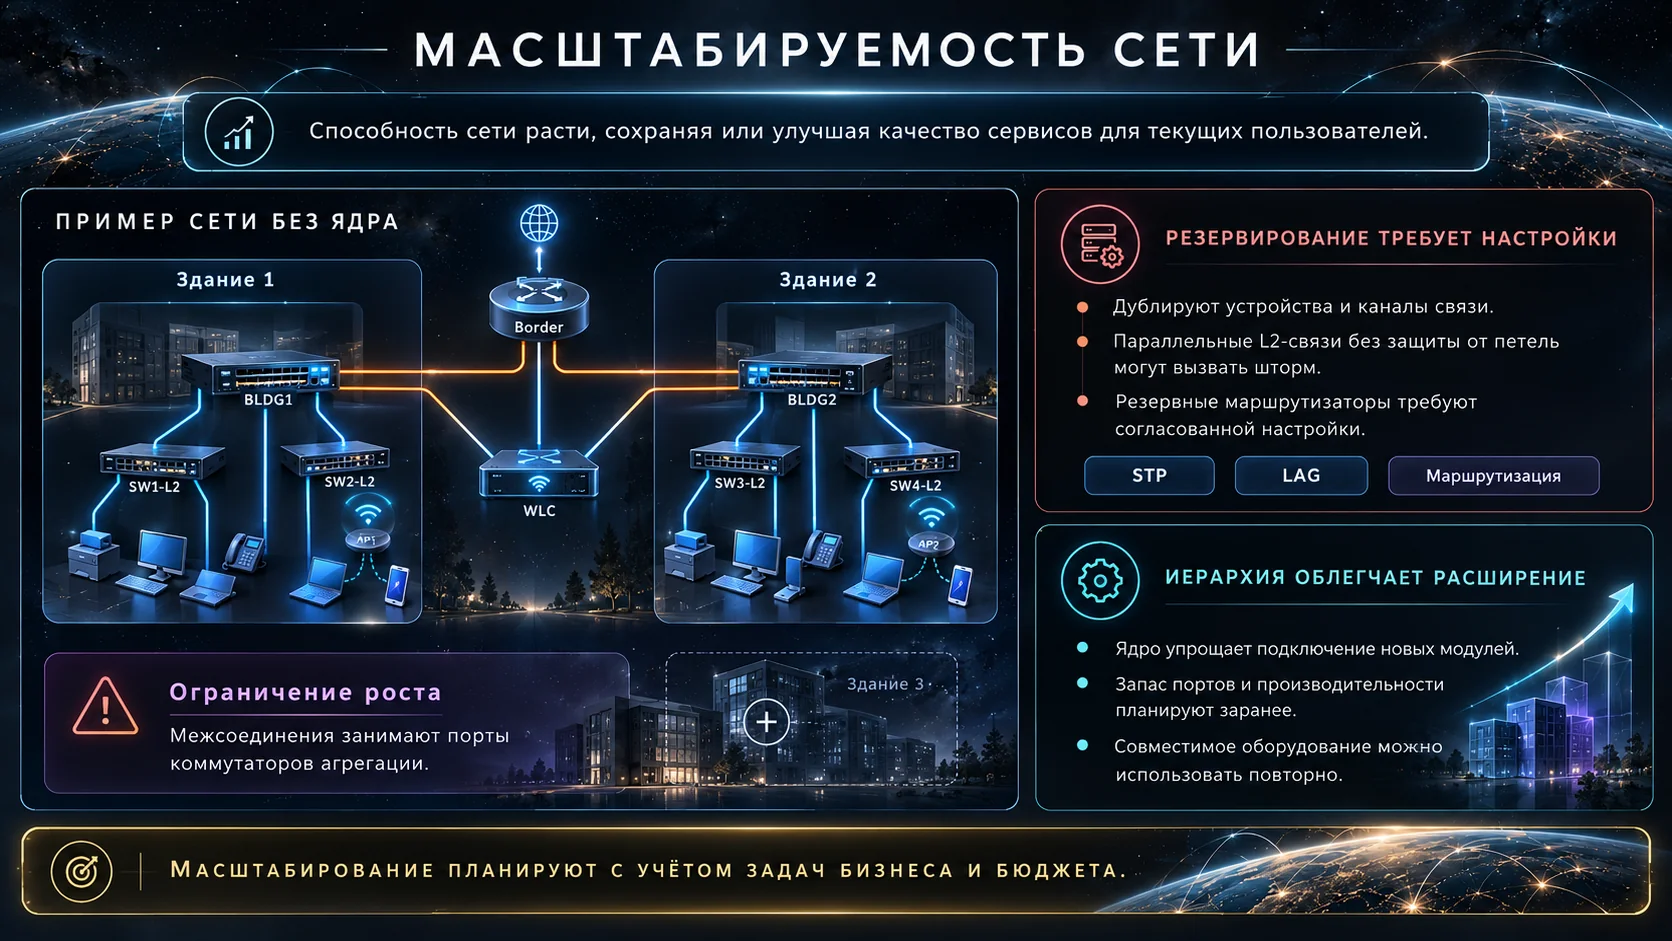 МАСШТАБИРУЕМОСТЬ СЕТИ
Способность сети расти, сохраняя или улучшая качество сервисов для текущих пользователей.
ПРИМЕР СЕТИ БЕЗ ЯДРА
Здание 1
Border
Здание 2
BLDG1
BLDG2
SW1-L2
SW2-L2
WLC
SW3-L2
SW4-L2
AP1
AP2
Ограничение роста
Межсоединения занимают порты
коммутаторов агрегации.
Здание 3
РЕЗЕРВИРОВАНИЕ ТРЕБУЕТ НАСТРОЙКИ
Дублируют устройства и каналы связи.
Параллельные L2-связи без защиты от петель
могут вызвать шторм.
Резервные маршрутизаторы требуют
согласованной настройки.
STP
LAG
Маршрутизация
ИЕРАРХИЯ ОБЛЕГЧАЕТ РАСШИРЕНИЕ
Ядро упрощает подключение новых модулей.
Запас портов и производительности
планируют заранее.
Совместимое оборудование можно
использовать повторно.
МАСШТАБИРОВАНИЕ ПЛАНИРУЮТ С УЧЁТОМ ЗАДАЧ БИЗНЕСА И БЮДЖЕТА.